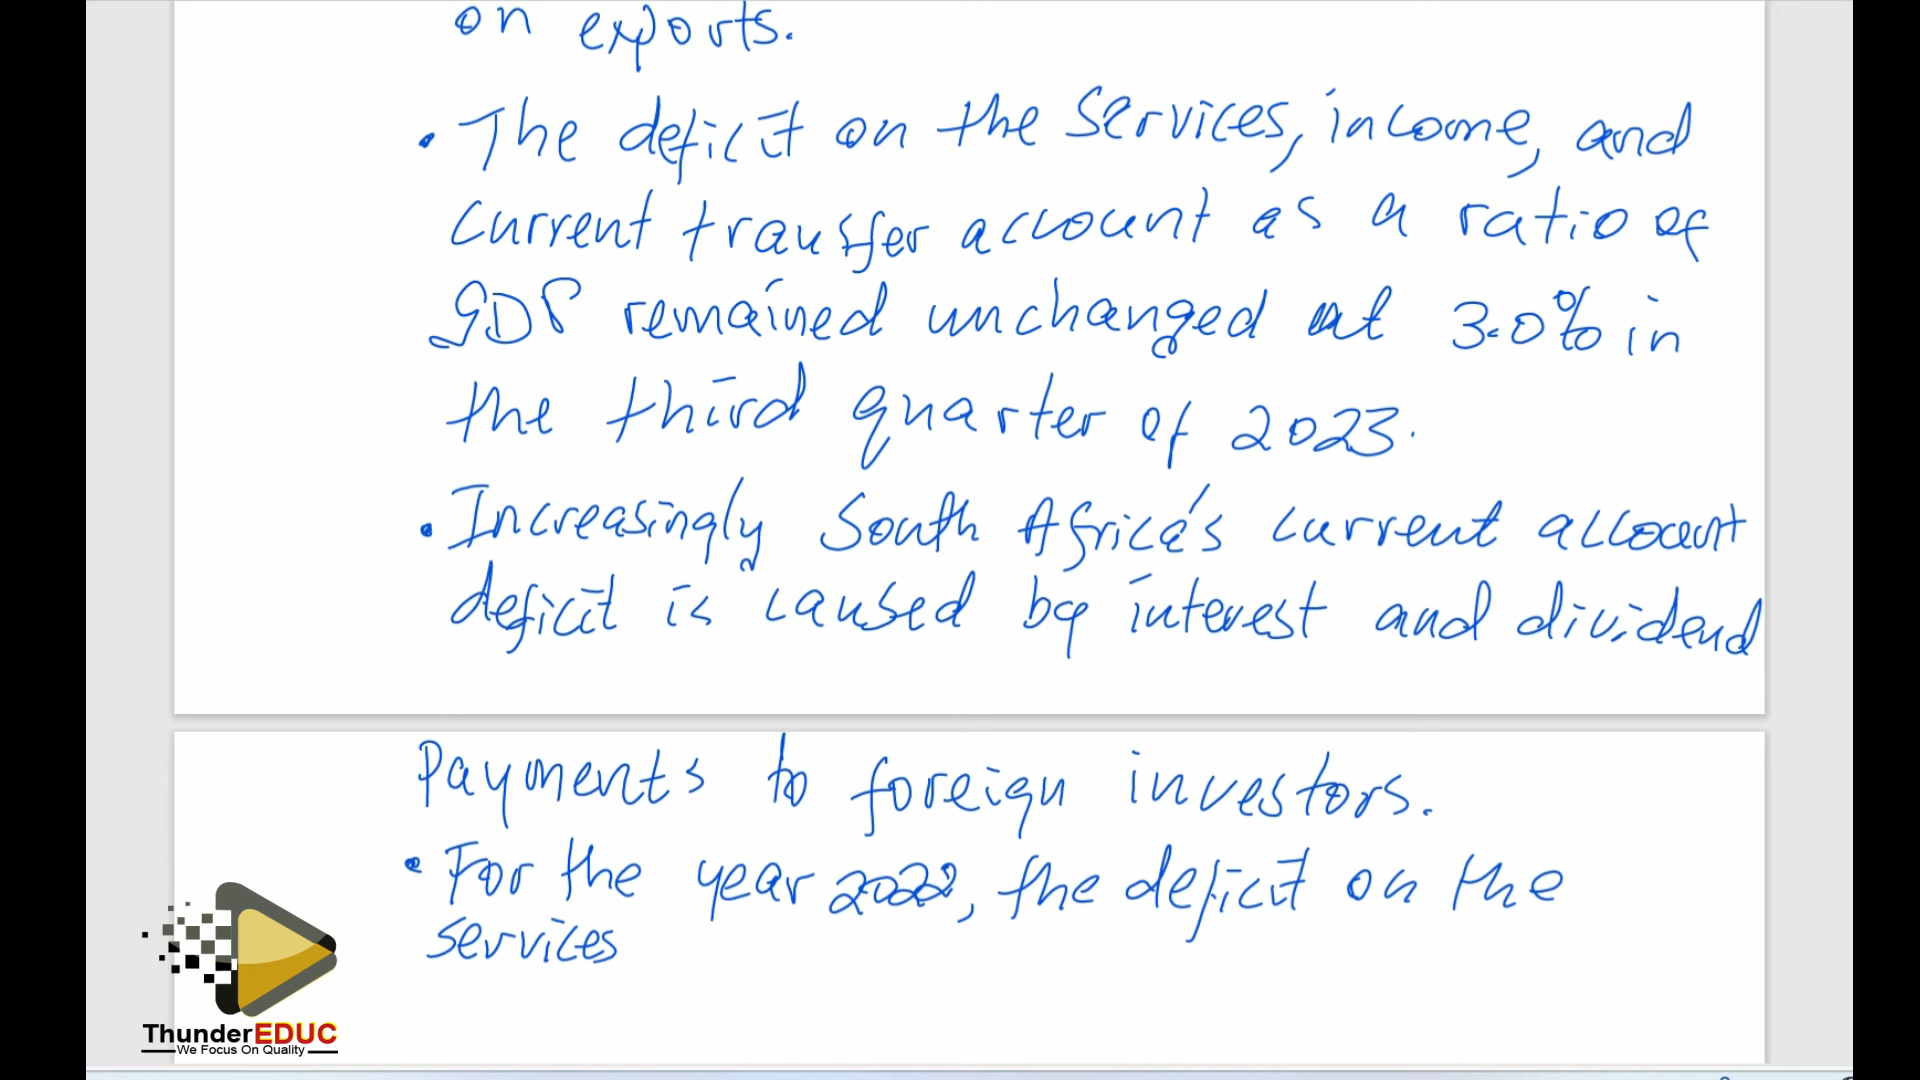 on exports.
• The deficit on the Services, income, and
current transfer account as a ratio of
GDP remained unchanged at 3.0% in
the third quarter of 2023.
• Increasingly South Africa's current account
deficit is caused by interest and dividend
Payments to foreign investors.
• For the year 2022, the deficit on the
services
ThunderEDUC
We Focus On Quality